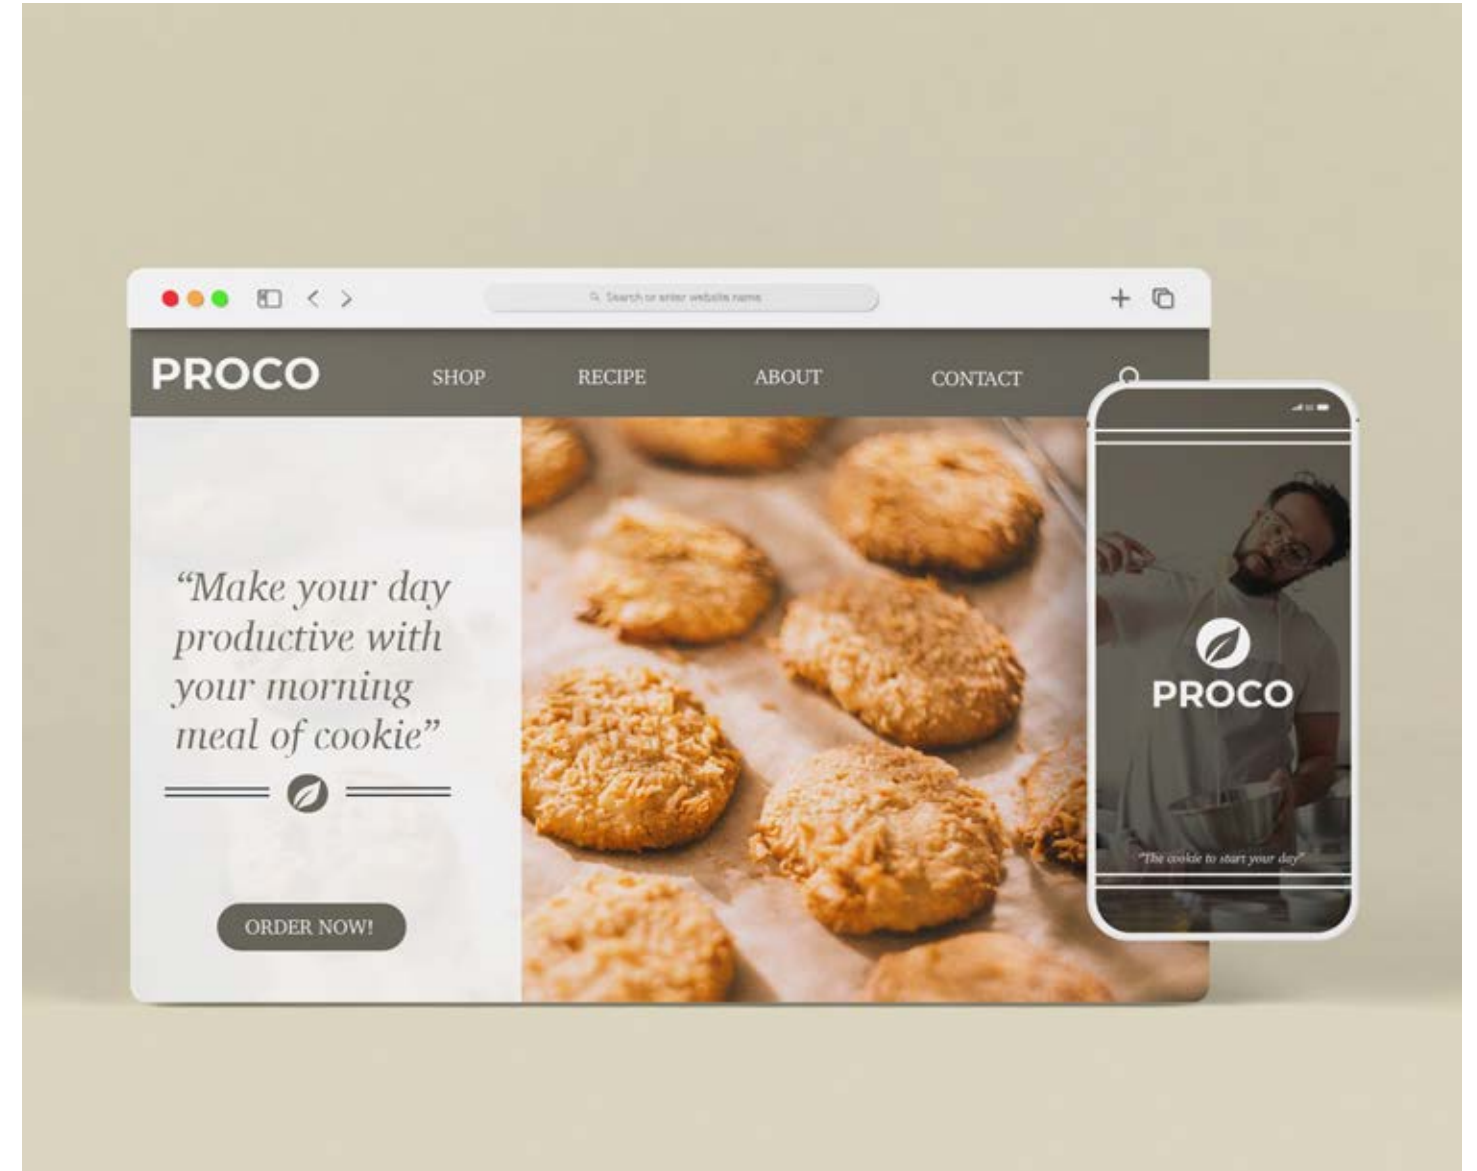 Search or enter website name
PROCO
SHOP
RECIPE
ABOUT
CONTACT
“Make your day
productive with
your morning
meal of cookie”
ORDER NOW!
PROCO
“The cookie to start your day”